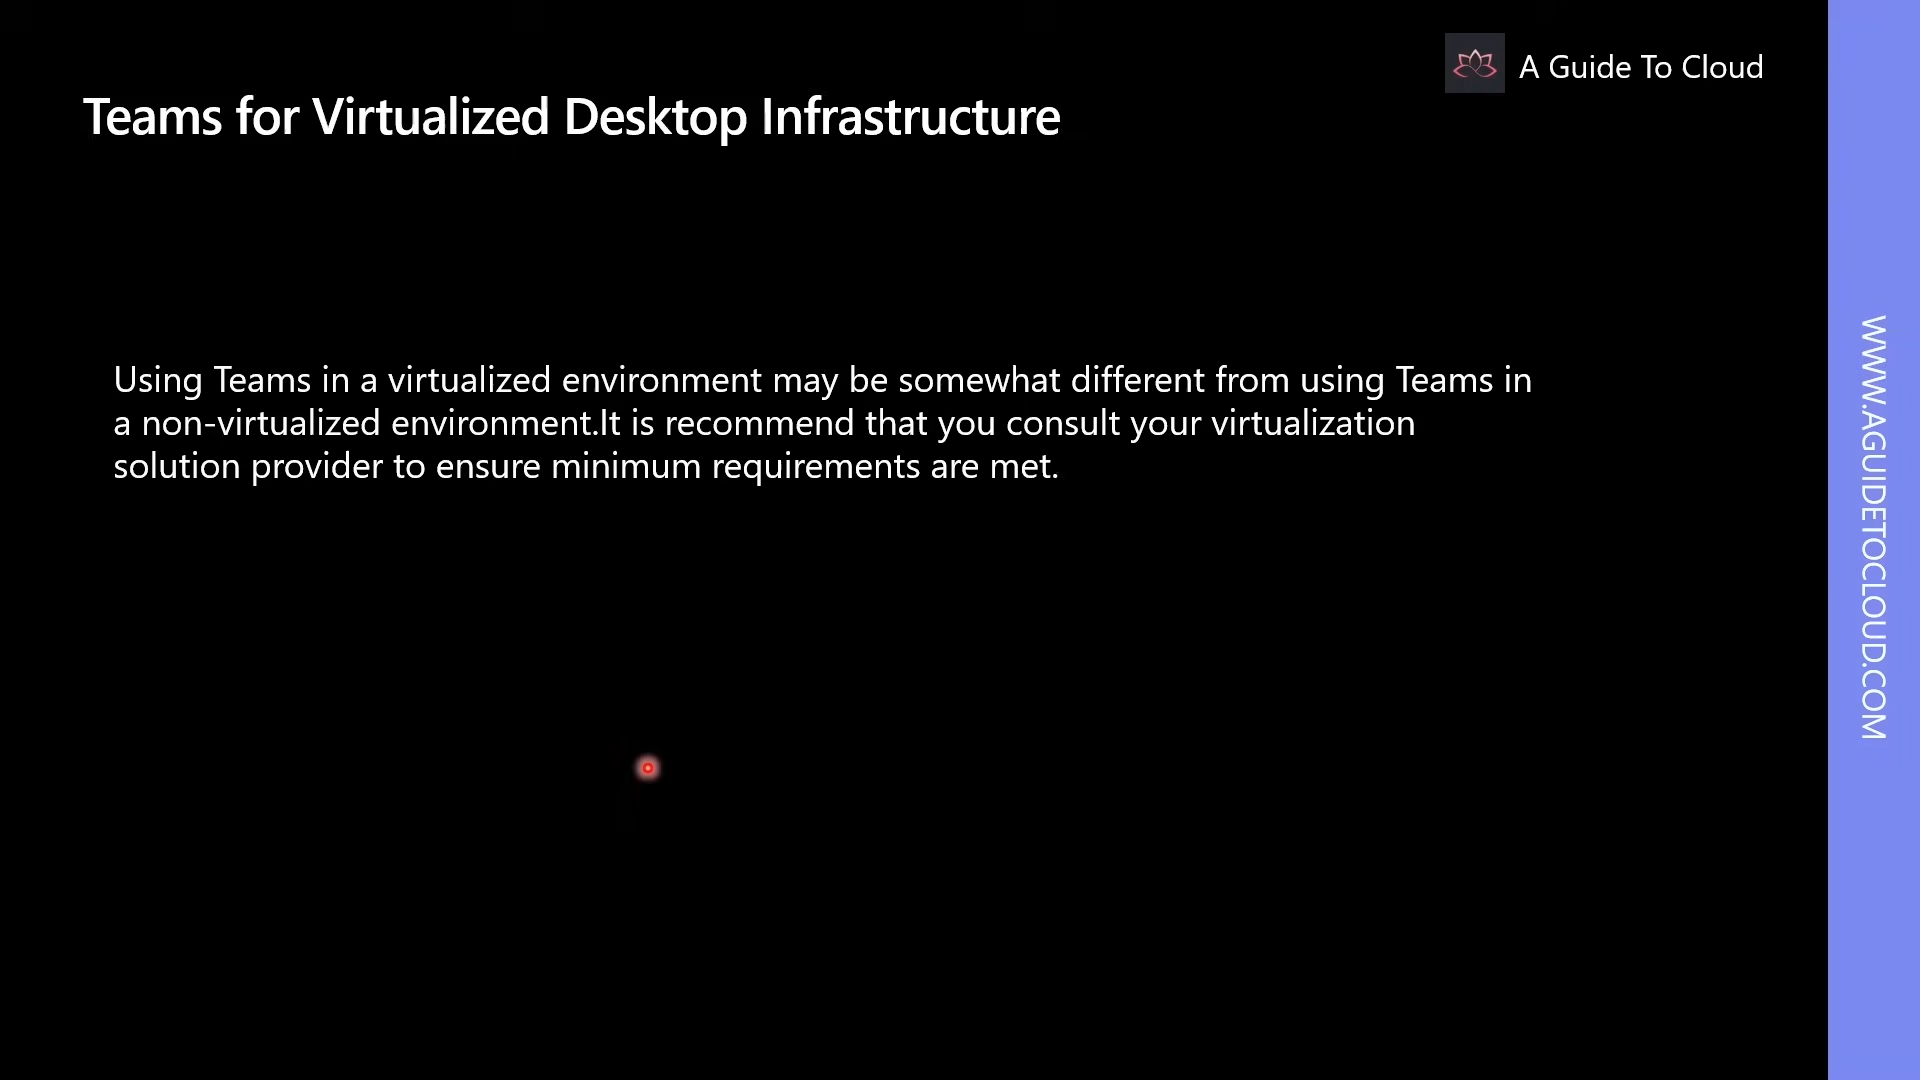 A Guide To Cloud
Teams for Virtualized Desktop Infrastructure
Using Teams in a virtualized environment may be somewhat different from using Teams in
a non-virtualized environment.It is recommend that you consult your virtualization
solution provider to ensure minimum requirements are met.
WWW.AGUIDETOCLOUD.COM